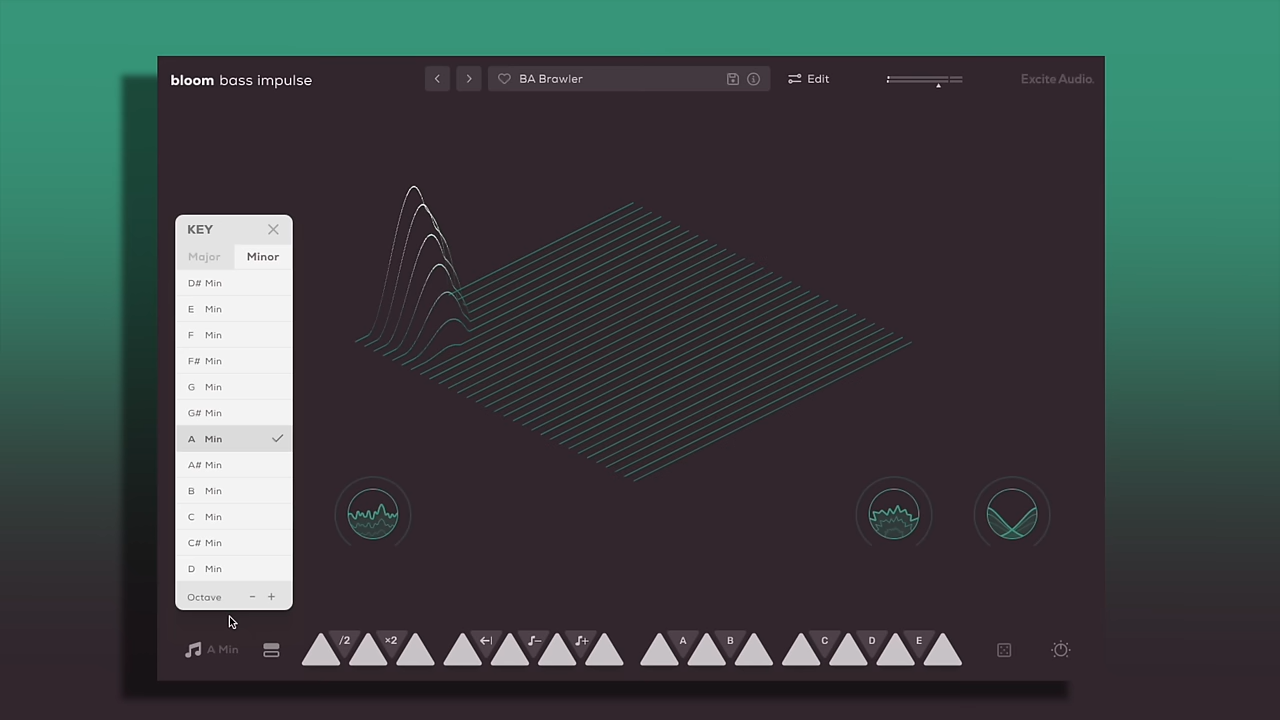 bloom bass impulse
BA Brawler
Edit
Excite Audio.
KEY
Major Minor
D# Min
E Min
F Min
F# Min
G Min
G# Min
A Min
A# Min
B Min
C Min
C# Min
D Min
Octave - +
A Min
/2 ×2 A B C D E